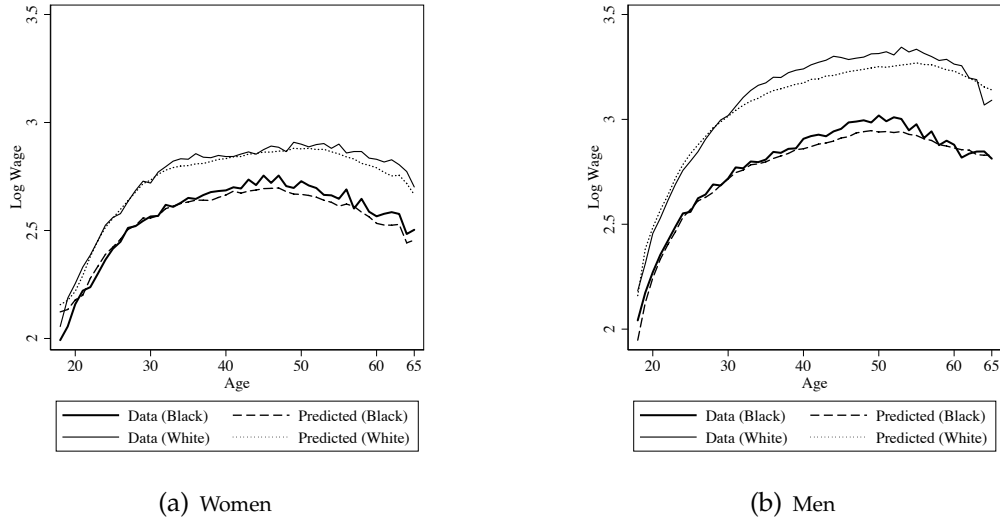 3.5
3
2.5
2
Log Wage
20 30 40 50 60 65
Age
Data (Black) Predicted (Black)
Data (White) Predicted (White)
(a) Women
3.5
3
2.5
2
Log Wage
20 30 40 50 60 65
Age
Data (Black) Predicted (Black)
Data (White) Predicted (White)
(b) Men